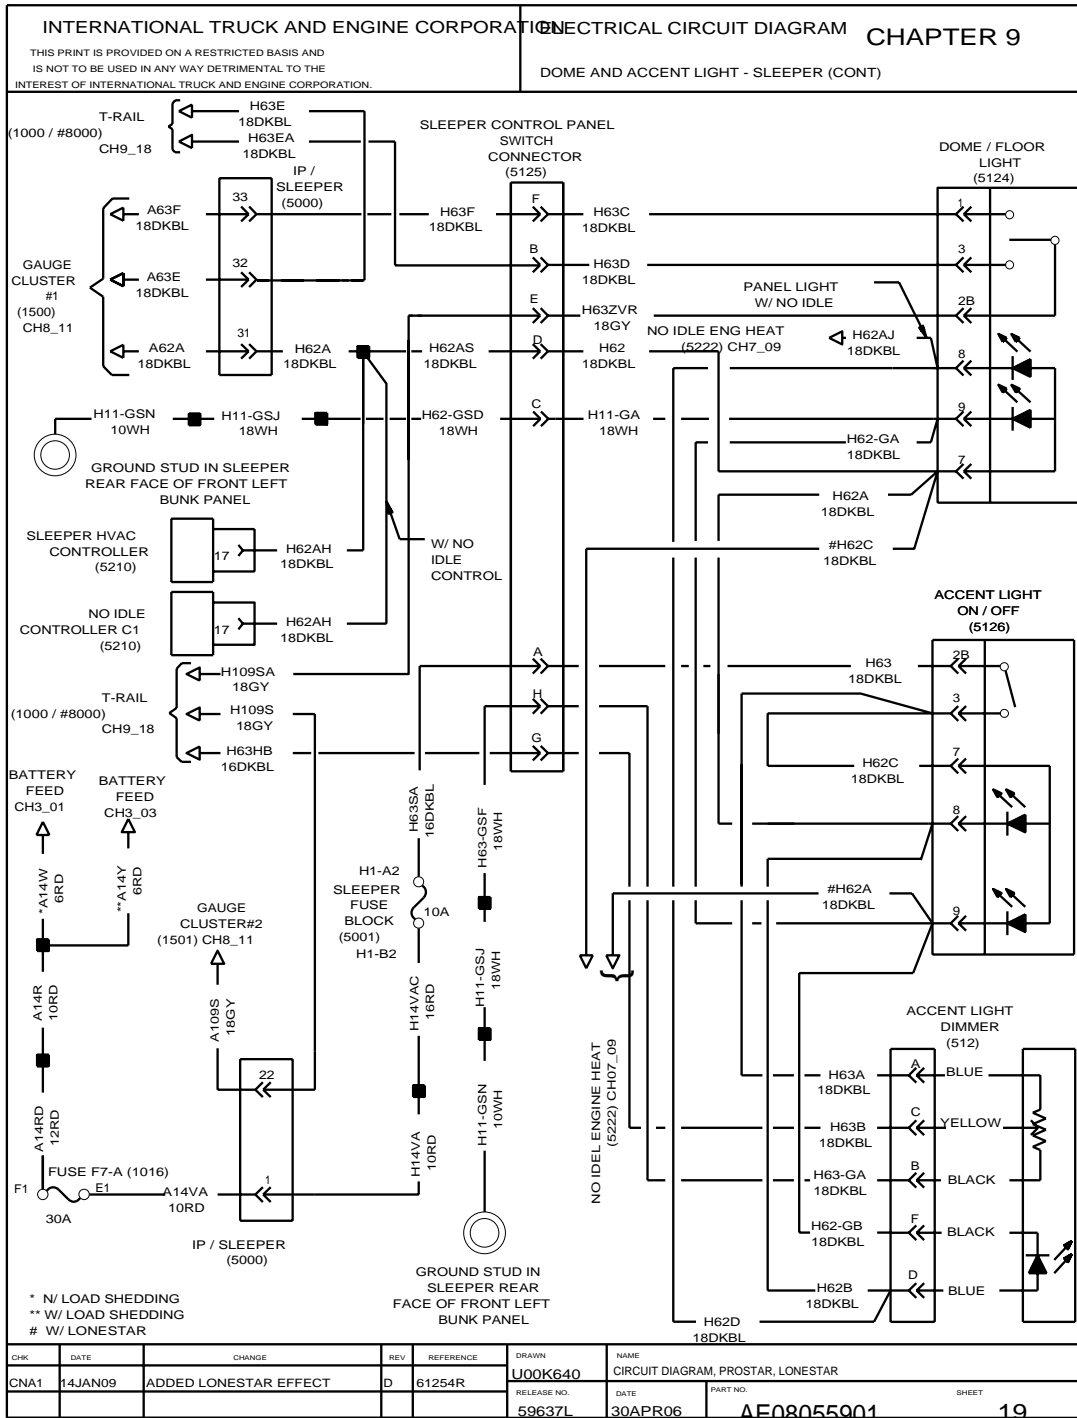 INTERNATIONAL TRUCK AND ENGINE CORPORATION
THIS PRINT IS PROVIDED ON A RESTRICTED BASIS AND
IS NOT TO BE USED IN ANY WAY DETRIMENTAL TO THE
INTEREST OF INTERNATIONAL TRUCK AND ENGINE CORPORATION.
ELECTRICAL CIRCUIT DIAGRAM
CHAPTER 9
DOME AND ACCENT LIGHT - SLEEPER (CONT)
T-RAIL
(1000 / #8000)
CH9_18
H63E
18DKBL
H63EA
18DKBL
IP /
SLEEPER
(5000)
SLEEPER CONTROL PANEL
SWITCH
CONNECTOR
(5125)
DOME / FLOOR
LIGHT
(5124)
GAUGE
CLUSTER
#1
(1500)
CH8_11
A63F
18DKBL
33
H63F
18DKBL
F
H63C
18DKBL
1
A63E
18DKBL
32
B
H63D
18DKBL
3
PANEL LIGHT
W/ NO IDLE
E
H63ZVR
18GY
2B
NO IDLE ENG HEAT
(5222) CH7_09
H62AJ
18DKBL
A62A
18DKBL
31
H62A
18DKBL
H62AS
18DKBL
D
H62
18DKBL
8
H11-GSN
10WH
H11-GSJ
18WH
H62-GSD
18WH
C
H11-GA
18WH
9
H62-GA
18DKBL
7
GROUND STUD IN SLEEPER
REAR FACE OF FRONT LEFT
BUNK PANEL
H62A
18DKBL
#H62C
18DKBL
SLEEPER HVAC
CONTROLLER
(5210)
17
H62AH
18DKBL
W/ NO
IDLE
CONTROL
NO IDLE
CONTROLLER C1
(5210)
17
H62AH
18DKBL
ACCENT LIGHT
ON / OFF
(5126)
T-RAIL
(1000 / #8000)
CH9_18
H109SA
18GY
H109S
18GY
H63HB
16DKBL
A
H
G
H63
18DKBL
2B
3
H62C
18DKBL
7
8
#H62A
18DKBL
9
BATTERY
FEED
CH3_01
BATTERY
FEED
CH3_03
*A14W
6RD
**A14Y
6RD
H63SA
16DKBL
H63-GSF
18WH
H1-A2
SLEEPER
FUSE
BLOCK
(5001)
H1-B2
10A
GAUGE
CLUSTER#2
(1501) CH8_11
A14R
10RD
A109S
18GY
H14VAC
16RD
H11-GSJ
18WH
NO IDEL ENGINE HEAT
(5222) CH07_09
ACCENT LIGHT
DIMMER
(512)
22
A14RD
12RD
H14VA
10RD
H11-GSN
10WH
H63A
18DKBL
A
BLUE
H63B
18DKBL
C
YELLOW
H63-GA
18DKBL
B
BLACK
H62-GB
18DKBL
F
BLACK
H62B
18DKBL
D
BLUE
H62D
18DKBL
FUSE F7-A (1016)
F1
E1
30A
A14VA
10RD
1
IP / SLEEPER
(5000)
GROUND STUD IN
SLEEPER REAR
FACE OF FRONT LEFT
BUNK PANEL
* N/ LOAD SHEDDING
** W/ LOAD SHEDDING
# W/ LONESTAR
CHK DATE CHANGE REV REFERENCE
CNA1 14JAN09 ADDED LONESTAR EFFECT D 61254R
DRAWN
U00K640
NAME
CIRCUIT DIAGRAM, PROSTAR, LONESTAR
RELEASE NO.
59637L
DATE
30APR06
PART NO.
AE08055901
SHEET
19